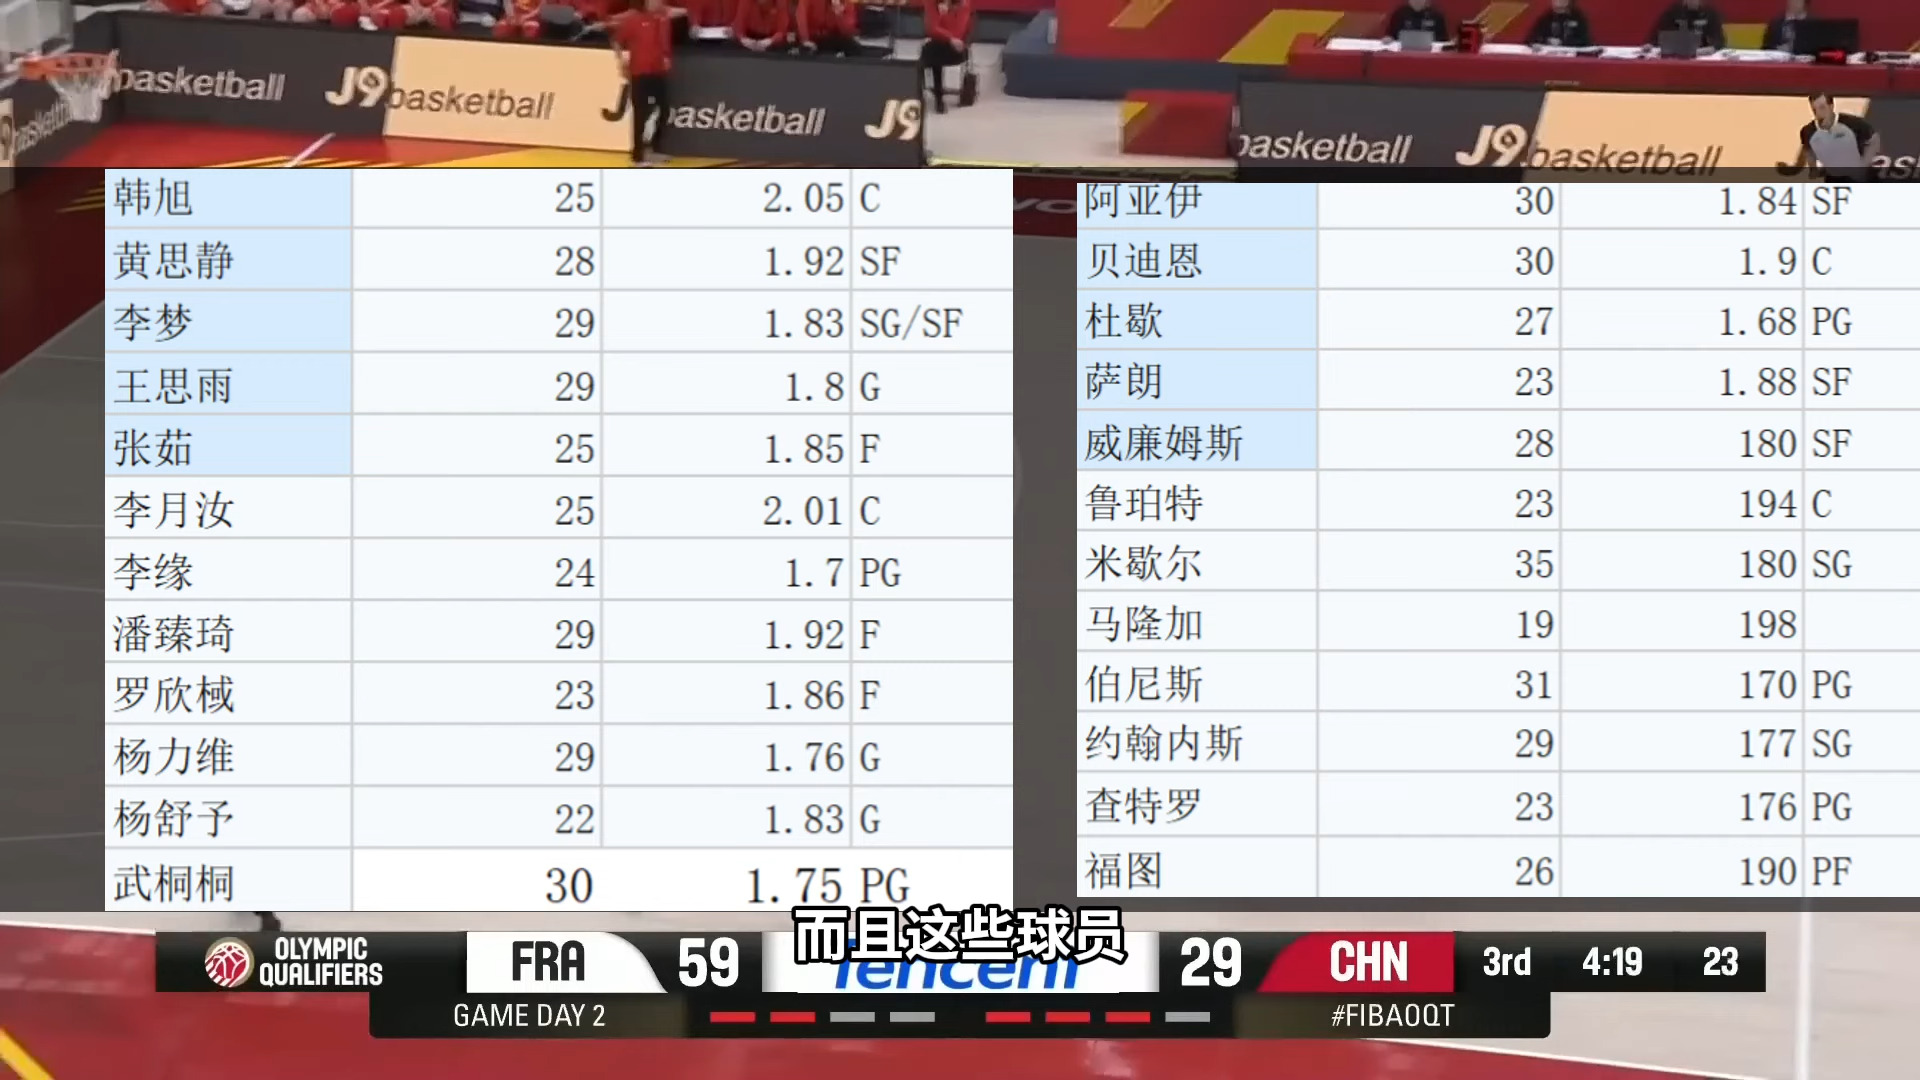 basketball J9 basketball basketball J9
basketball J9 basketball
韩旭 25 2.05 C
黄思静 28 1.92 SF
李梦 29 1.83 SG/SF
王思雨 29 1.8 G
张茹 25 1.85 F
李月汝 25 2.01 C
李缘 24 1.7 PG
潘臻琦 29 1.92 F
罗欣棫 23 1.86 F
杨力维 29 1.76 G
杨舒予 22 1.83 G
武桐桐 30 1.75 PG
阿亚伊 30 1.84 SF
贝迪恩 30 1.9 C
杜歇 27 1.68 PG
萨朗 23 1.88 SF
威廉姆斯 28 180 SF
鲁珀特 23 194 C
米歇尔 35 180 SG
马隆加 19 198
伯尼斯 31 170 PG
约翰内斯 29 177 SG
查特罗 23 176 PG
福图 26 190 PF
而且这些球员
OLYMPIC
QUALIFIERS
FRA 59 Tencent 29 CHN 3rd 4:19 23
GAME DAY 2 #FIBAOQT